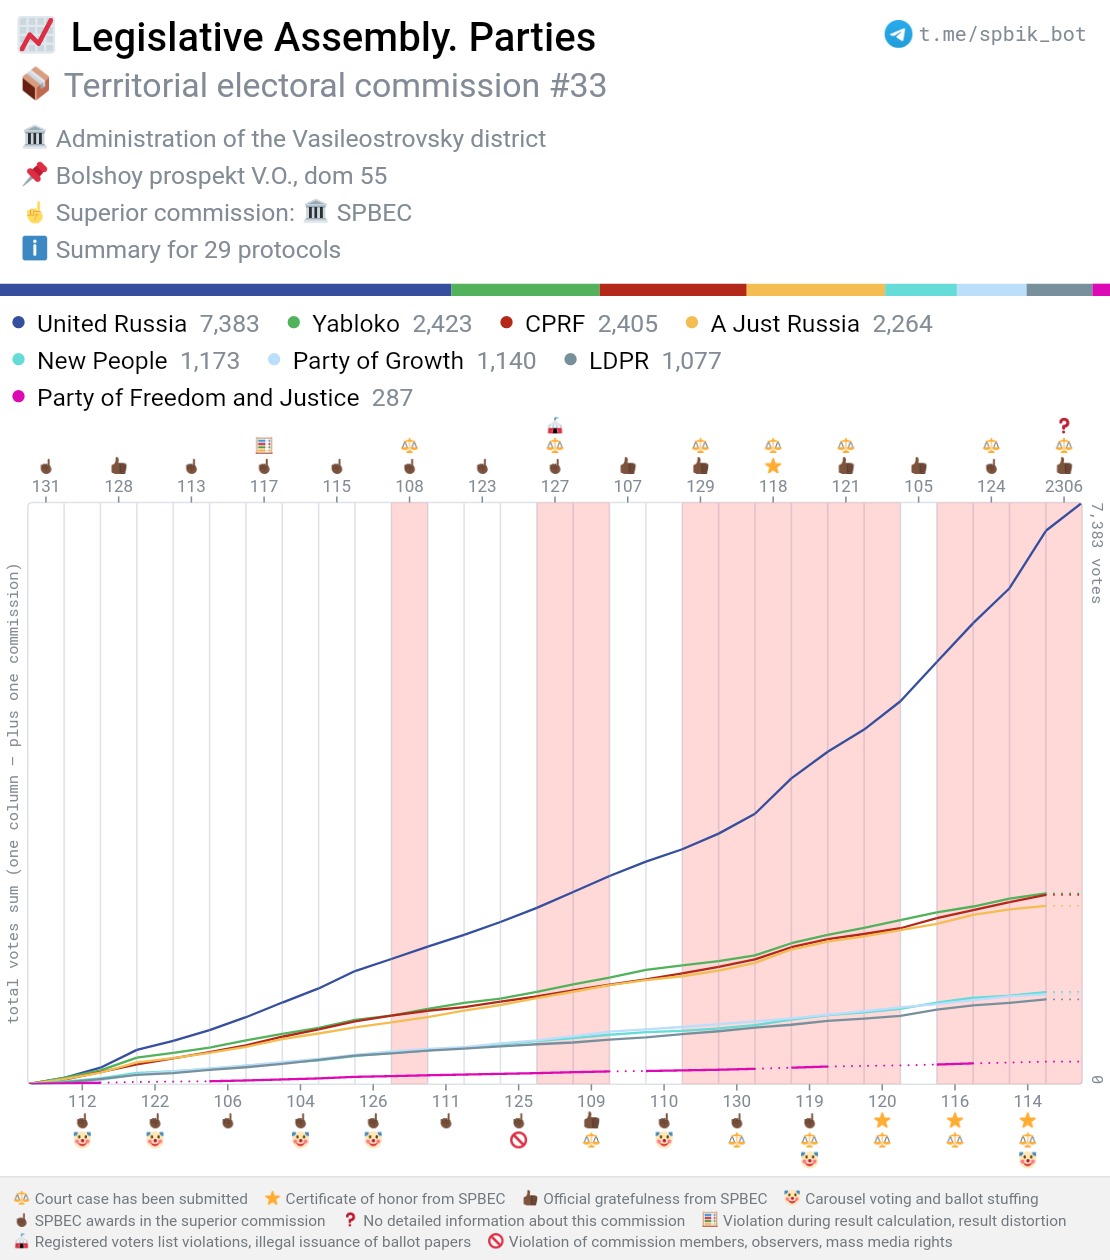 Legislative Assembly. Parties
t.me/spbik_bot
Territorial electoral commission #33
Administration of the Vasileostrovsky district
Bolshoy prospekt V.O., dom 55
Superior commission: SPBEC
Summary for 29 protocols
United Russia 7,383 Yabloko 2,423 CPRF 2,405 A Just Russia 2,264
New People 1,173 Party of Growth 1,140 LDPR 1,077
Party of Freedom and Justice 287
131 128 113 117 115 108 123 127 107 129 118 121 105 124 2306
7,383 votes
total votes sum (one column – plus one commission)
0
112 122 106 104 126 111 125 109 110 130 119 120 116 114
Court case has been submitted Certificate of honor from SPBEC Official gratefulness from SPBEC Carousel voting and ballot stuffing
SPBEC awards in the superior commission No detailed information about this commission Violation during result calculation, result distortion
Registered voters list violations, illegal issuance of ballot papers Violation of commission members, observers, mass media rights